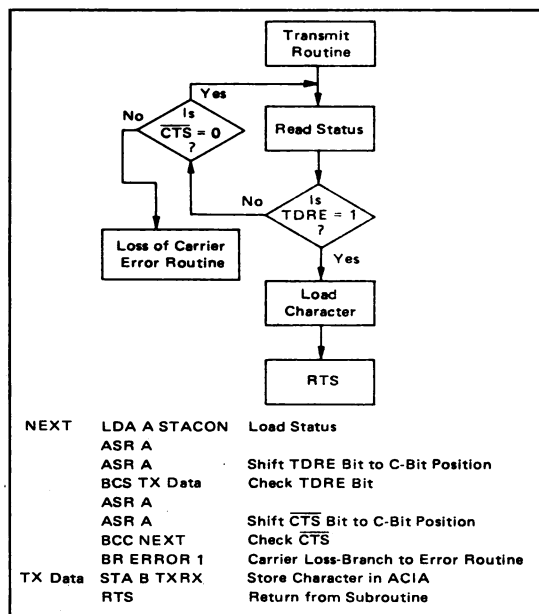 Transmit
Routine
Yes
No
Is
CTS = 0
?
Read Status
No
Is
TDRE = 1
?
Loss of Carrier
Error Routine
Yes
Load
Character
RTS
NEXT LDA A STACON Load Status
ASR A
ASR A Shift TDRE Bit to C-Bit Position
BCS TX Data Check TDRE Bit
ASR A
ASR A Shift CTS Bit to C-Bit Position
BCC NEXT Check CTS
BR ERROR 1 Carrier Loss-Branch to Error Routine
TX Data STA B TXRX Store Character in ACIA
RTS Return from Subroutine